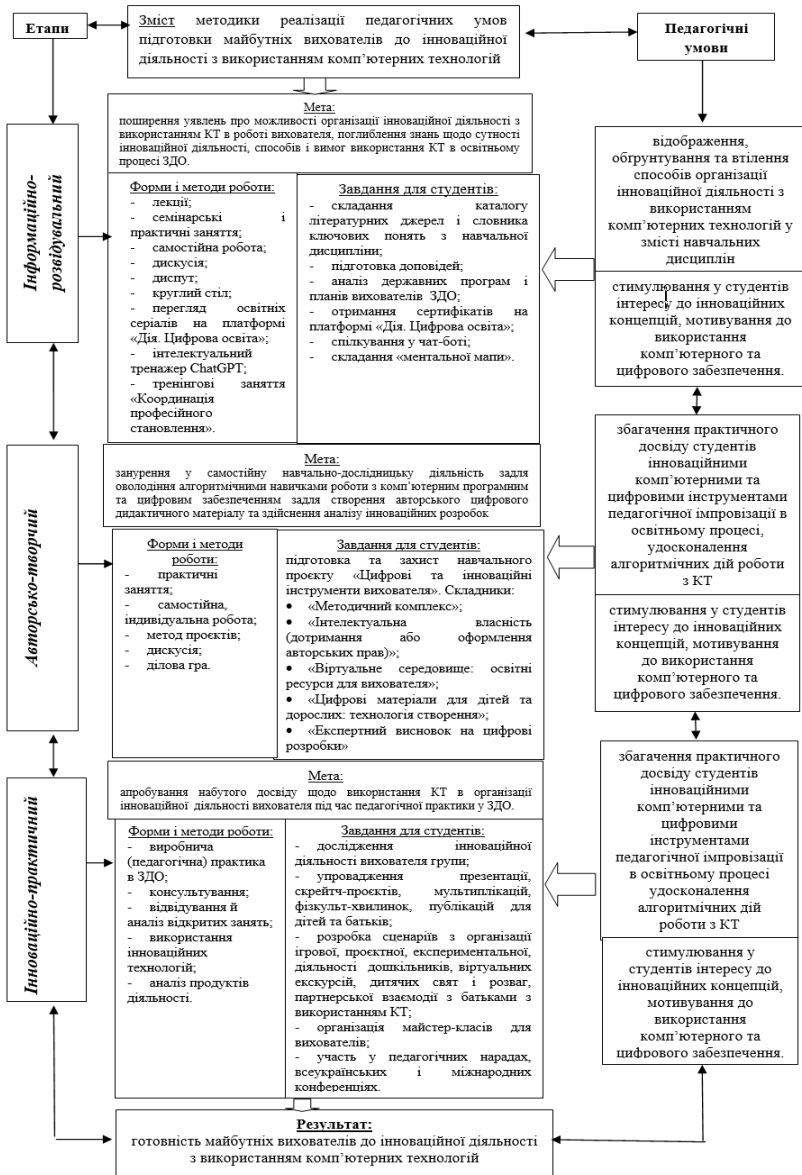 Етапи
Зміст методики реалізації педагогічних умов
підготовки майбутніх вихователів до інноваційної
діяльності з використанням комп’ютерних технологій
Педагогічні
умови
Інформаційно-
розвідувальний
Мета:
поширення уявлень про можливості організації інноваційної діяльності з
використанням КТ в роботі вихователя, поглиблення знань щодо сутності
інноваційної діяльності, способів і вимог використання КТ в освітньому
процесі ЗДО.
Форми і методи роботи:
- лекції;
- семінарські і
практичні заняття;
- самостійна робота;
- дискусія;
- диспут;
- круглий стіл;
- перегляд освітніх
серіалів на платформі
«Дія. Цифрова освіта»;
- інтелектуальний
тренажер ChatGPT;
- тренінгові заняття
«Координація
професійного
становлення».
Завдання для студентів:
- складання каталогу
літературних джерел і словника
ключових понять з навчальної
дисципліни;
- підготовка доповідей;
- аналіз державних програм і
планів вихователів ЗДО;
- отримання сертифікатів на
платформі «Дія. Цифрова освіта»;
- спілкування у чат-боті;
- складання «ментальної мапи».
відображення,
обґрунтування та втілення
способів організації
інноваційної діяльності з
використанням
комп’ютерних технологій у
змісті навчальних
дисциплін
стимулювання у студентів
інтересу до інноваційних
концепцій, мотивування до
використання
комп’ютерного та
цифрового забезпечення.
Авторсько-творчий
Мета:
занурення у самостійну навчально-дослідницьку діяльність задля
оволодіння алгоритмічними навичками роботи з комп’ютерним програмним
та цифровим забезпеченням задля створення авторського цифрового
дидактичного матеріалу та здійснення аналізу інноваційних розробок
Форми і методи
роботи:
- практичні
заняття;
- самостійна,
індивідуальна робота;
- метод проєктів;
- дискусія;
- ділова гра.
Завдання для студентів:
підготовка та захист навчального
проєкту «Цифрові та інноваційні
інструменти вихователя». Складники:
• «Методичний комплекс»;
• «Інтелектуальна власність
(дотримання або оформлення
авторських прав)»;
• «Віртуальне середовище: освітні
ресурси для вихователя»;
• «Цифрові матеріали для дітей та
дорослих: технологія створення»;
• «Експертний висновок на цифрові
розробки»
збагачення практичного
досвіду студентів
інноваційними
комп’ютерними та
цифровими інструментами
педагогічної імпровізації в
освітньому процесі,
удосконалення
алгоритмічних дій роботи
з КТ
стимулювання у студентів
інтересу до інноваційних
концепцій, мотивування
до використання
комп’ютерного та
цифрового забезпечення.
Інноваційно-практичний
Мета:
апробування набутого досвіду щодо використання КТ в організації
інноваційної діяльності вихователя під час педагогічної практики у ЗДО.
Форми і методи роботи:
- виробнича
(педагогічна) практика
в ЗДО;
- консультування;
- відвідування й
аналіз відкритих занять;
- використання
інноваційних
технологій;
- аналіз продуктів
діяльності.
Завдання для студентів:
- дослідження інноваційної
діяльності вихователя групи;
- упровадження презентації,
скрейтч-проєктів, мультиплікацій,
фізкульт-хвилинок, публікацій для
дітей та батьків;
- розробка сценаріїв з організації
ігрової, проєктної, експериментальної,
діяльності дошкільників, віртуальних
екскурсій, дитячих свят і розваг,
партнерської взаємодії з батьками з
використанням КТ;
- організація майстер-класів для
вихователів;
- участь у педагогічних нарадах,
всеукраїнських і міжнародних
конференціях.
збагачення практичного
досвіду студентів
інноваційними
комп’ютерними та
цифровими
інструментами
педагогічної імпровізації
в освітньому процесі
удосконалення
алгоритмічних дій
роботи з КТ
стимулювання у
студентів інтересу до
інноваційних концепцій,
мотивування до
використання
комп’ютерного та
цифрового забезпечення.
Результат:
готовність майбутніх вихователів до інноваційної діяльності
з використанням комп’ютерних технологій